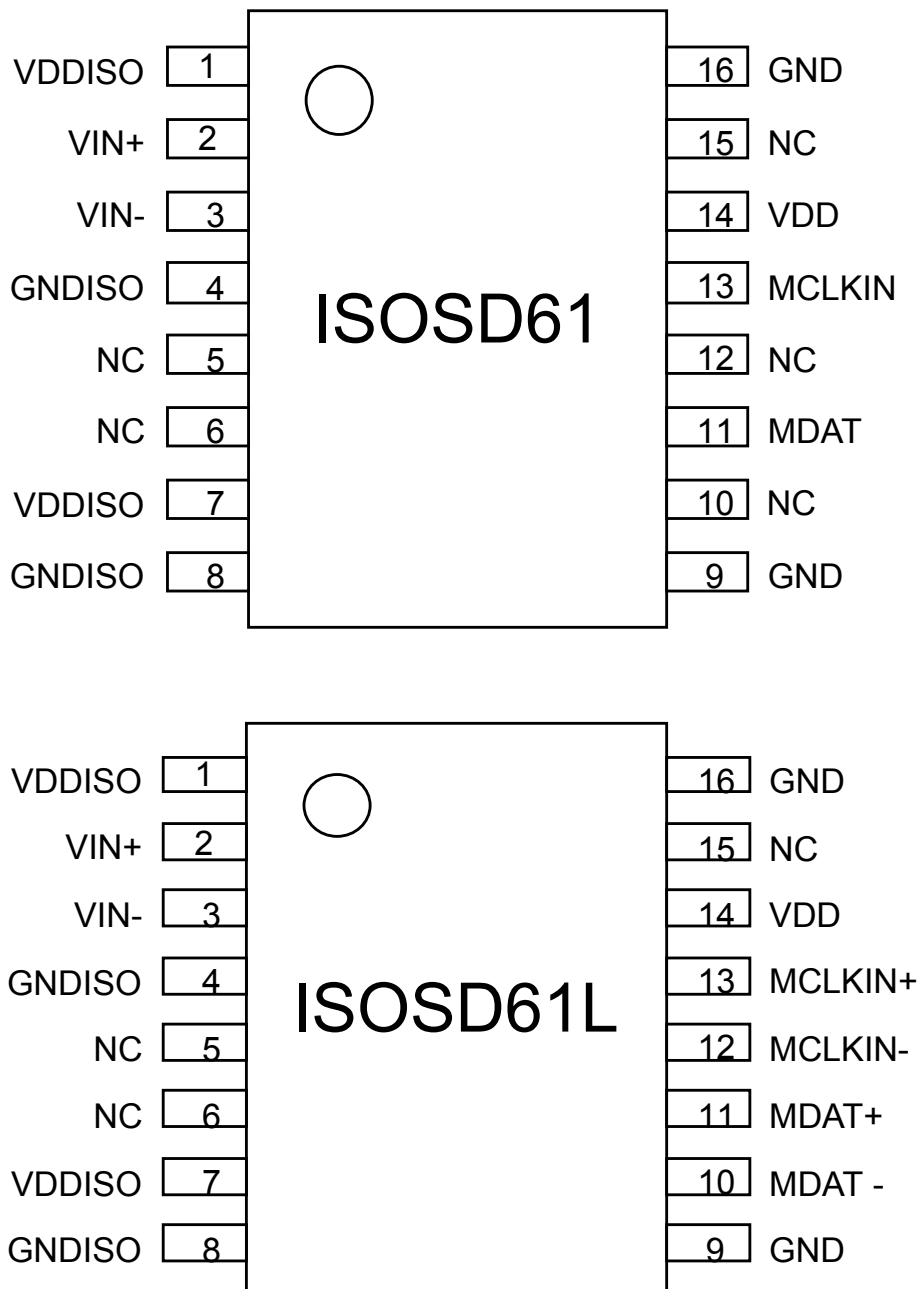 VDDISO 1 16 GND
VIN+ 2 15 NC
VIN- 3 14 VDD
GNDISO 4 13 MCLKIN
ISOSD61
NC 5 12 NC
NC 6 11 MDAT
VDDISO 7 10 NC
GNDISO 8 9 GND
VDDISO 1 16 GND
VIN+ 2 15 NC
VIN- 3 14 VDD
GNDISO 4 13 MCLKIN+
ISOSD61L
NC 5 12 MCLKIN-
NC 6 11 MDAT+
VDDISO 7 10 MDAT -
GNDISO 8 9 GND